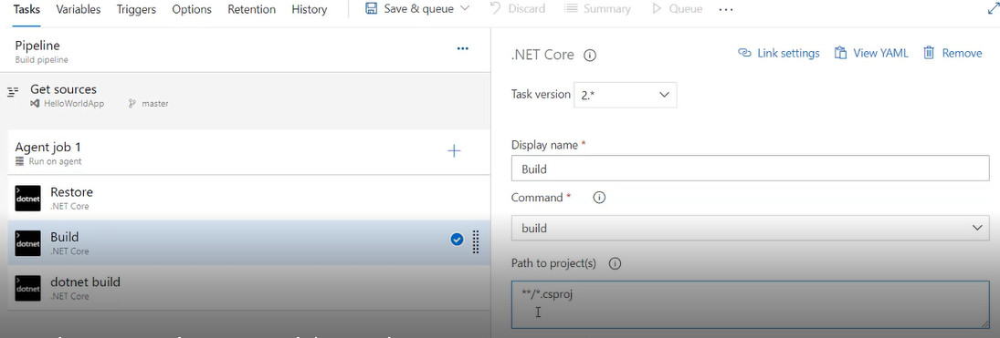 Tasks Variables Triggers Options Retention History Save & queue Discard Summary Queue ...
Pipeline
Build pipeline
Get sources
HelloWorldApp master
Agent job 1
Run on agent
Restore
.NET Core
Build
.NET Core
dotnet build
.NET Core
>
dotnet
>
dotnet
>
dotnet
.NET Core Link settings View YAML Remove
Task version 2.*
Display name *
Build
Command *
build
Path to project(s)
**/*.csproj